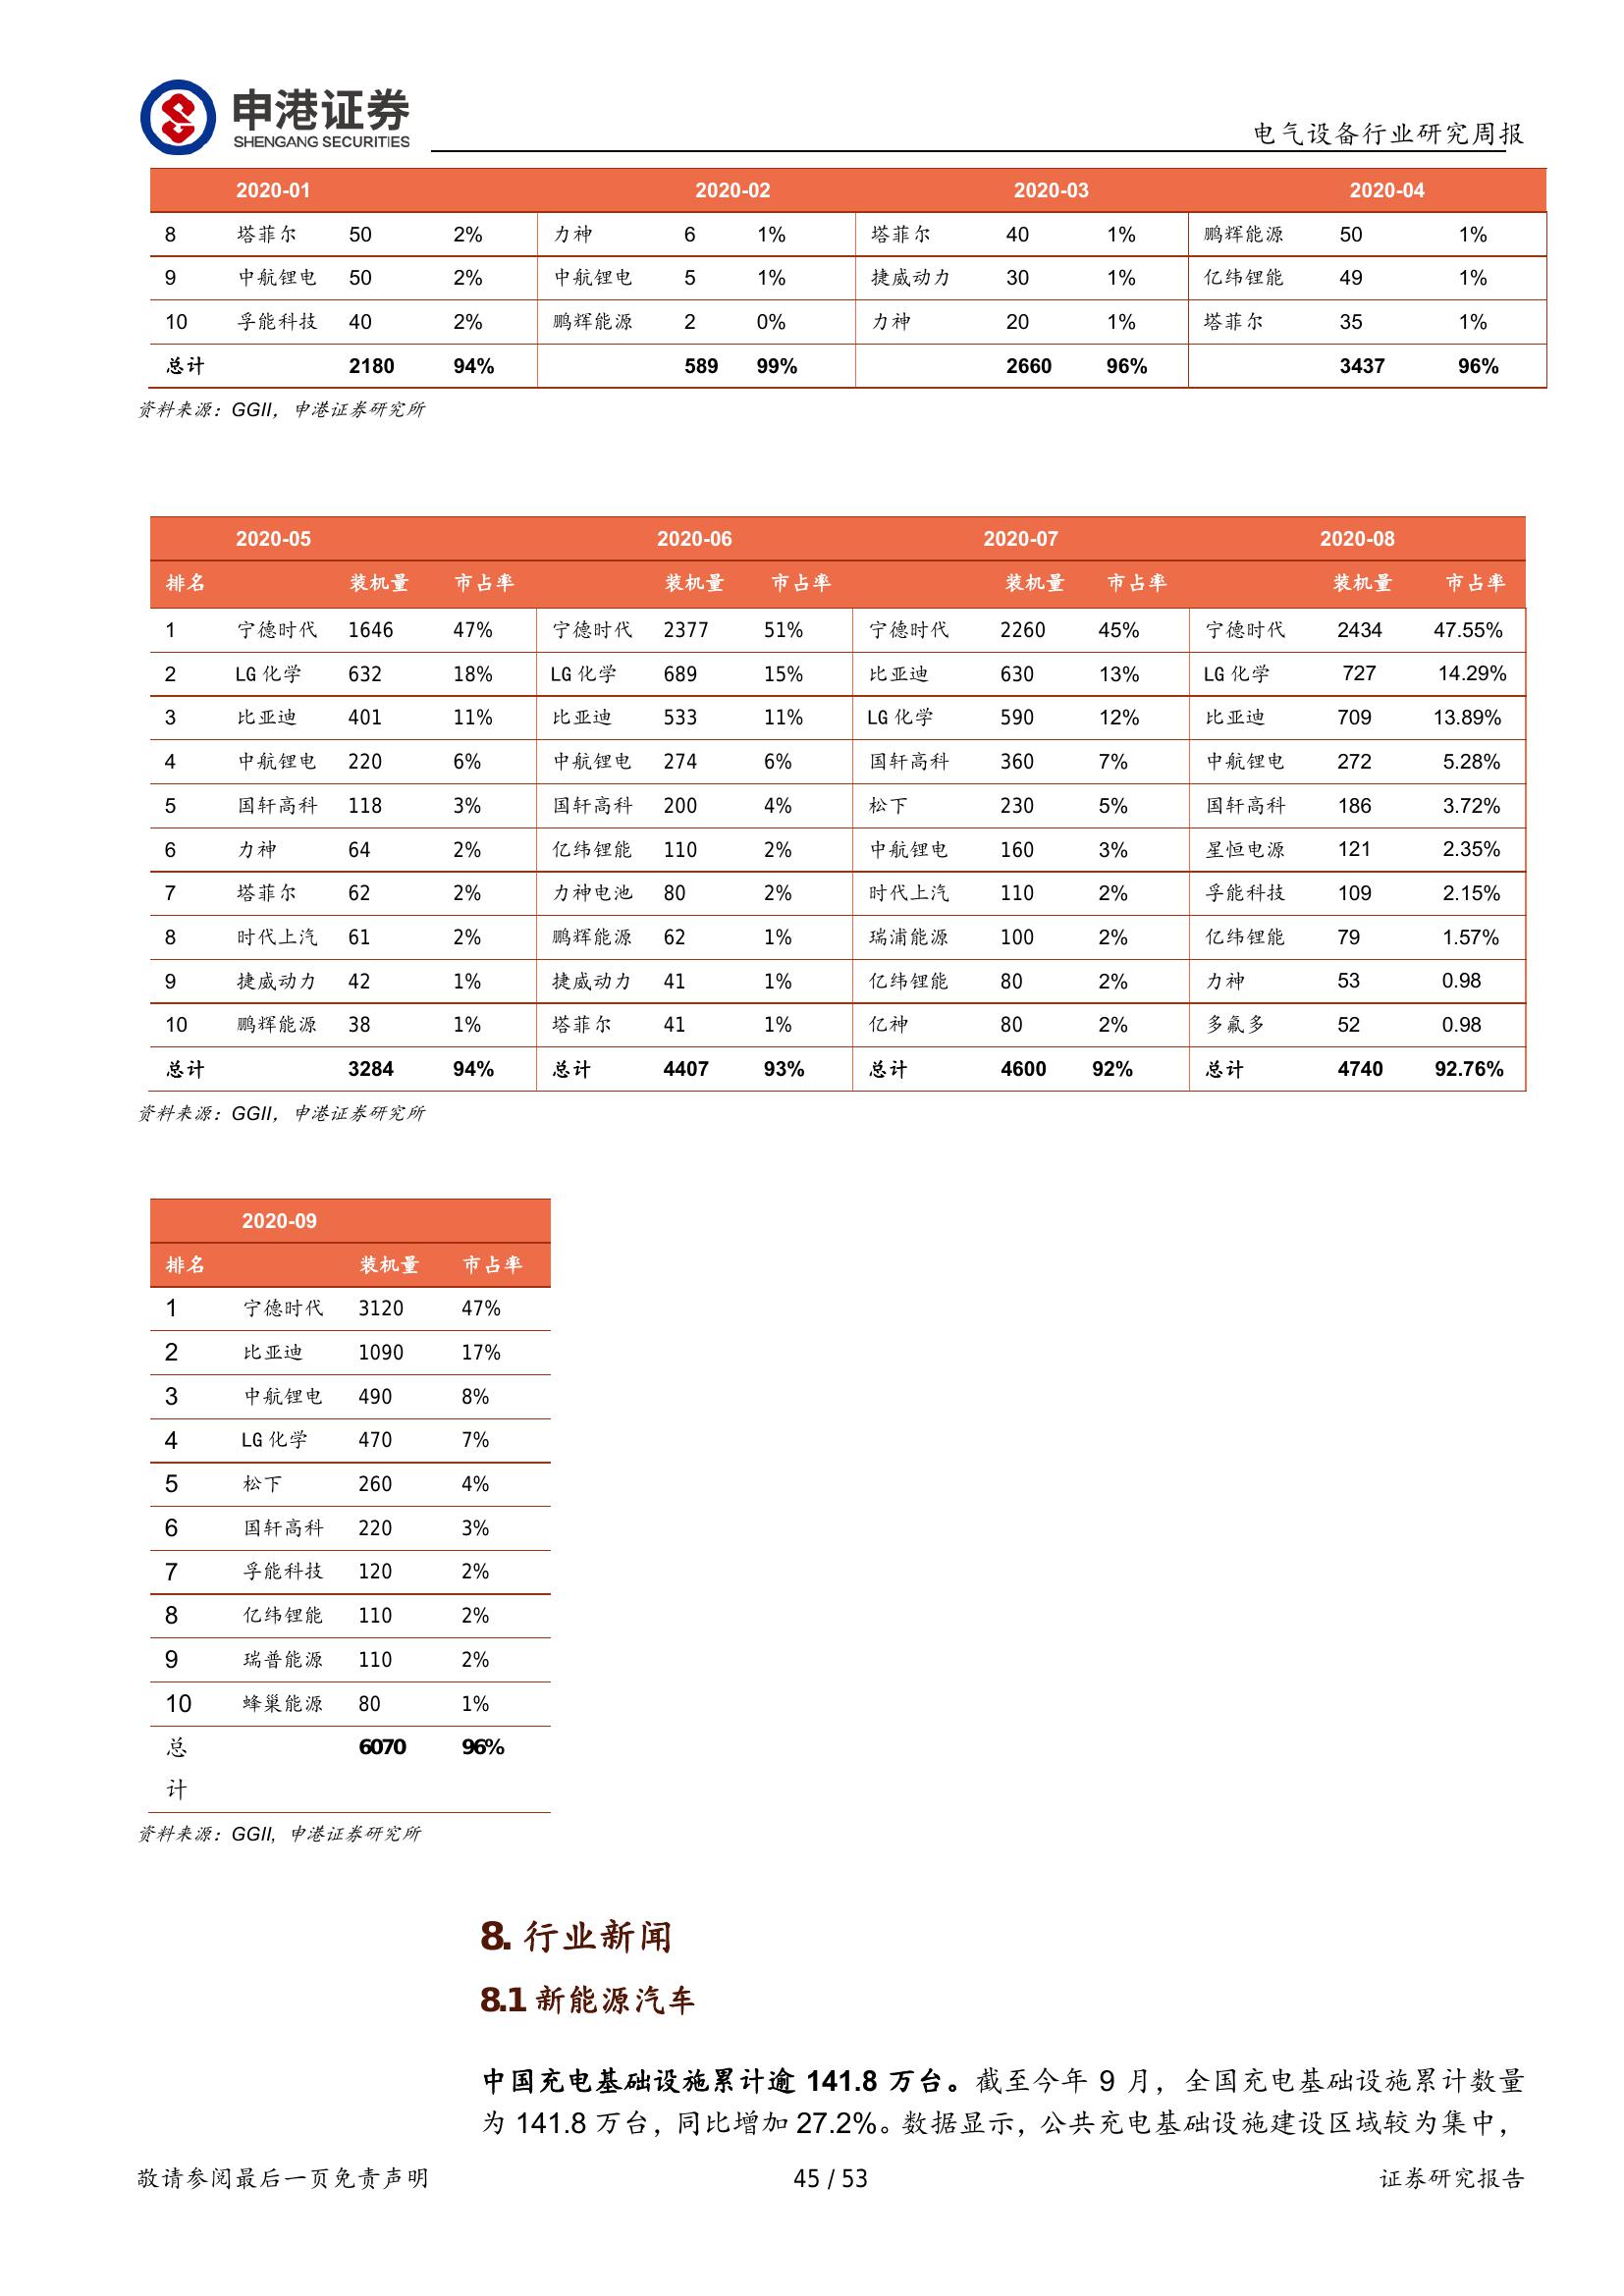 申港证券
SHENGANG SECURITIES
电气设备行业研究周报
2020-01 2020-02 2020-03 2020-04
8 塔菲尔 50 2% 力神 6 1% 塔菲尔 40 1% 鹏辉能源 50 1%
9 中航锂电 50 2% 中航锂电 5 1% 捷威动力 30 1% 亿纬锂能 49 1%
10 孚能科技 40 2% 鹏辉能源 2 0% 力神 20 1% 塔菲尔 35 1%
总计 2180 94% 589 99% 2660 96% 3437 96%
资料来源：GGII，申港证券研究所
2020-05 2020-06 2020-07 2020-08
排名 装机量 市占率 装机量 市占率 装机量 市占率 装机量 市占率
1 宁德时代 1646 47% 宁德时代 2377 51% 宁德时代 2260 45% 宁德时代 2434 47.55%
2 LG 化学 632 18% LG 化学 689 15% 比亚迪 630 13% LG 化学 727 14.29%
3 比亚迪 401 11% 比亚迪 533 11% LG 化学 590 12% 比亚迪 709 13.89%
4 中航锂电 220 6% 中航锂电 274 6% 国轩高科 360 7% 中航锂电 272 5.28%
5 国轩高科 118 3% 国轩高科 200 4% 松下 230 5% 国轩高科 186 3.72%
6 力神 64 2% 亿纬锂能 110 2% 中航锂电 160 3% 星恒电源 121 2.35%
7 塔菲尔 62 2% 力神电池 80 2% 时代上汽 110 2% 孚能科技 109 2.15%
8 时代上汽 61 2% 鹏辉能源 62 1% 瑞浦能源 100 2% 亿纬锂能 79 1.57%
9 捷威动力 42 1% 捷威动力 41 1% 亿纬锂能 80 2% 力神 53 0.98
10 鹏辉能源 38 1% 塔菲尔 41 1% 亿神 80 2% 多氟多 52 0.98
总计 3284 94% 总计 4407 93% 总计 4600 92% 总计 4740 92.76%
资料来源：GGII，申港证券研究所
2020-09
排名 装机量 市占率
1 宁德时代 3120 47%
2 比亚迪 1090 17%
3 中航锂电 490 8%
4 LG 化学 470 7%
5 松下 260 4%
6 国轩高科 220 3%
7 孚能科技 120 2%
8 亿纬锂能 110 2%
9 瑞普能源 110 2%
10 蜂巢能源 80 1%
总 6070 96%
计
资料来源：GGII，申港证券研究所
8. 行业新闻
8.1 新能源汽车
中国充电基础设施累计逾 141.8 万台。截至今年 9 月，全国充电基础设施累计数量
为 141.8 万台，同比增加 27.2%。数据显示，公共充电基础设施建设区域较为集中，
敬请参阅最后一页免责声明 45 / 53 证券研究报告